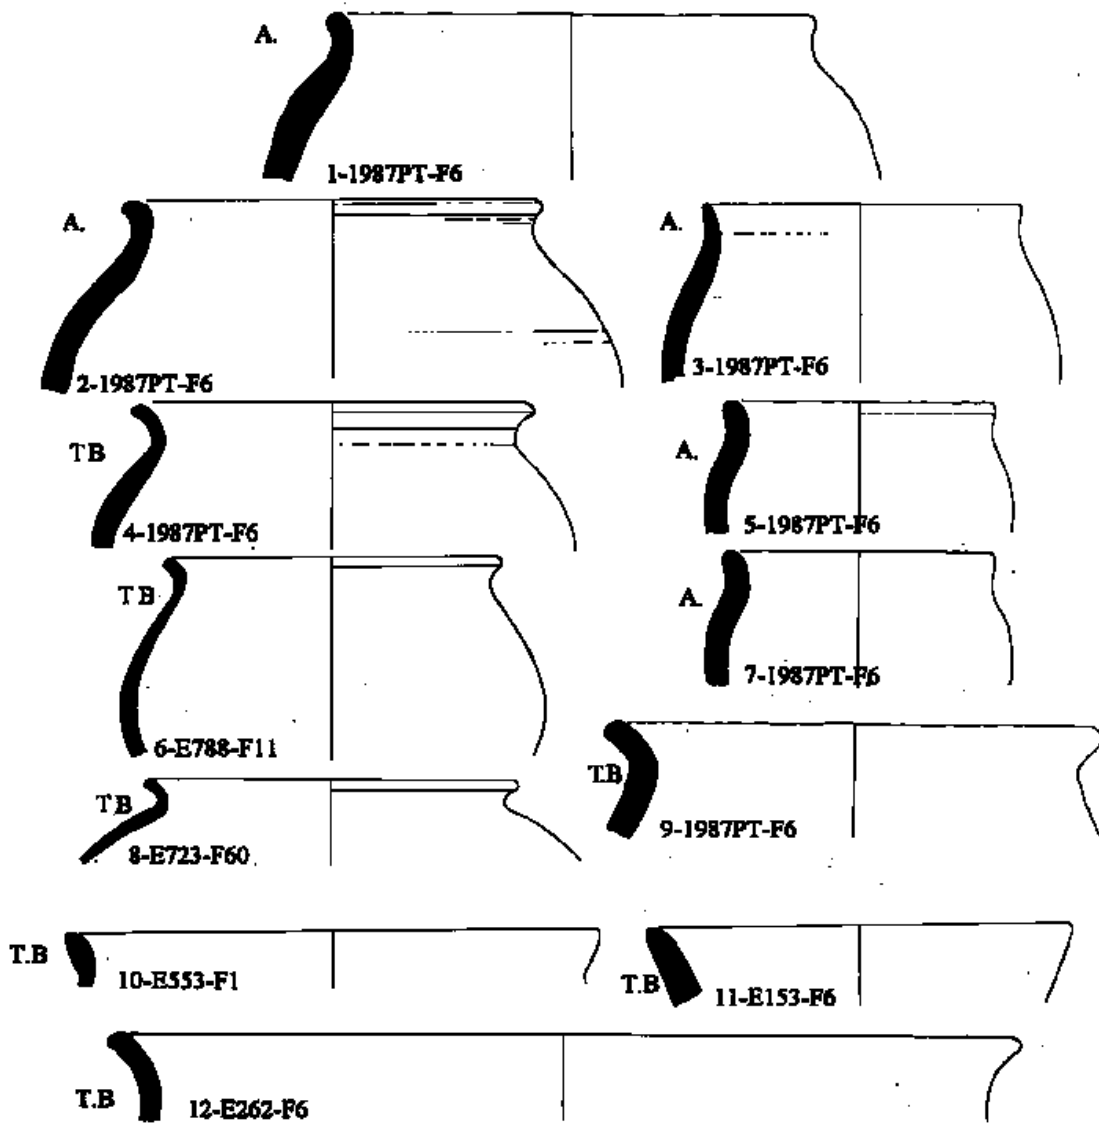 A.
1-1987PT-F6
A.
2-1987PT-F6
A.
3-1987PT-F6
TB
4-1987PT-F6
A.
5-1987PT-F6
TB
6-E788-F11
A.
7-1987PT-F6
TB
8-E723-F60
T.B
9-1987PT-F6
T.B
10-E553-F1
T.B
11-E153-F6
T.B
12-E262-F6